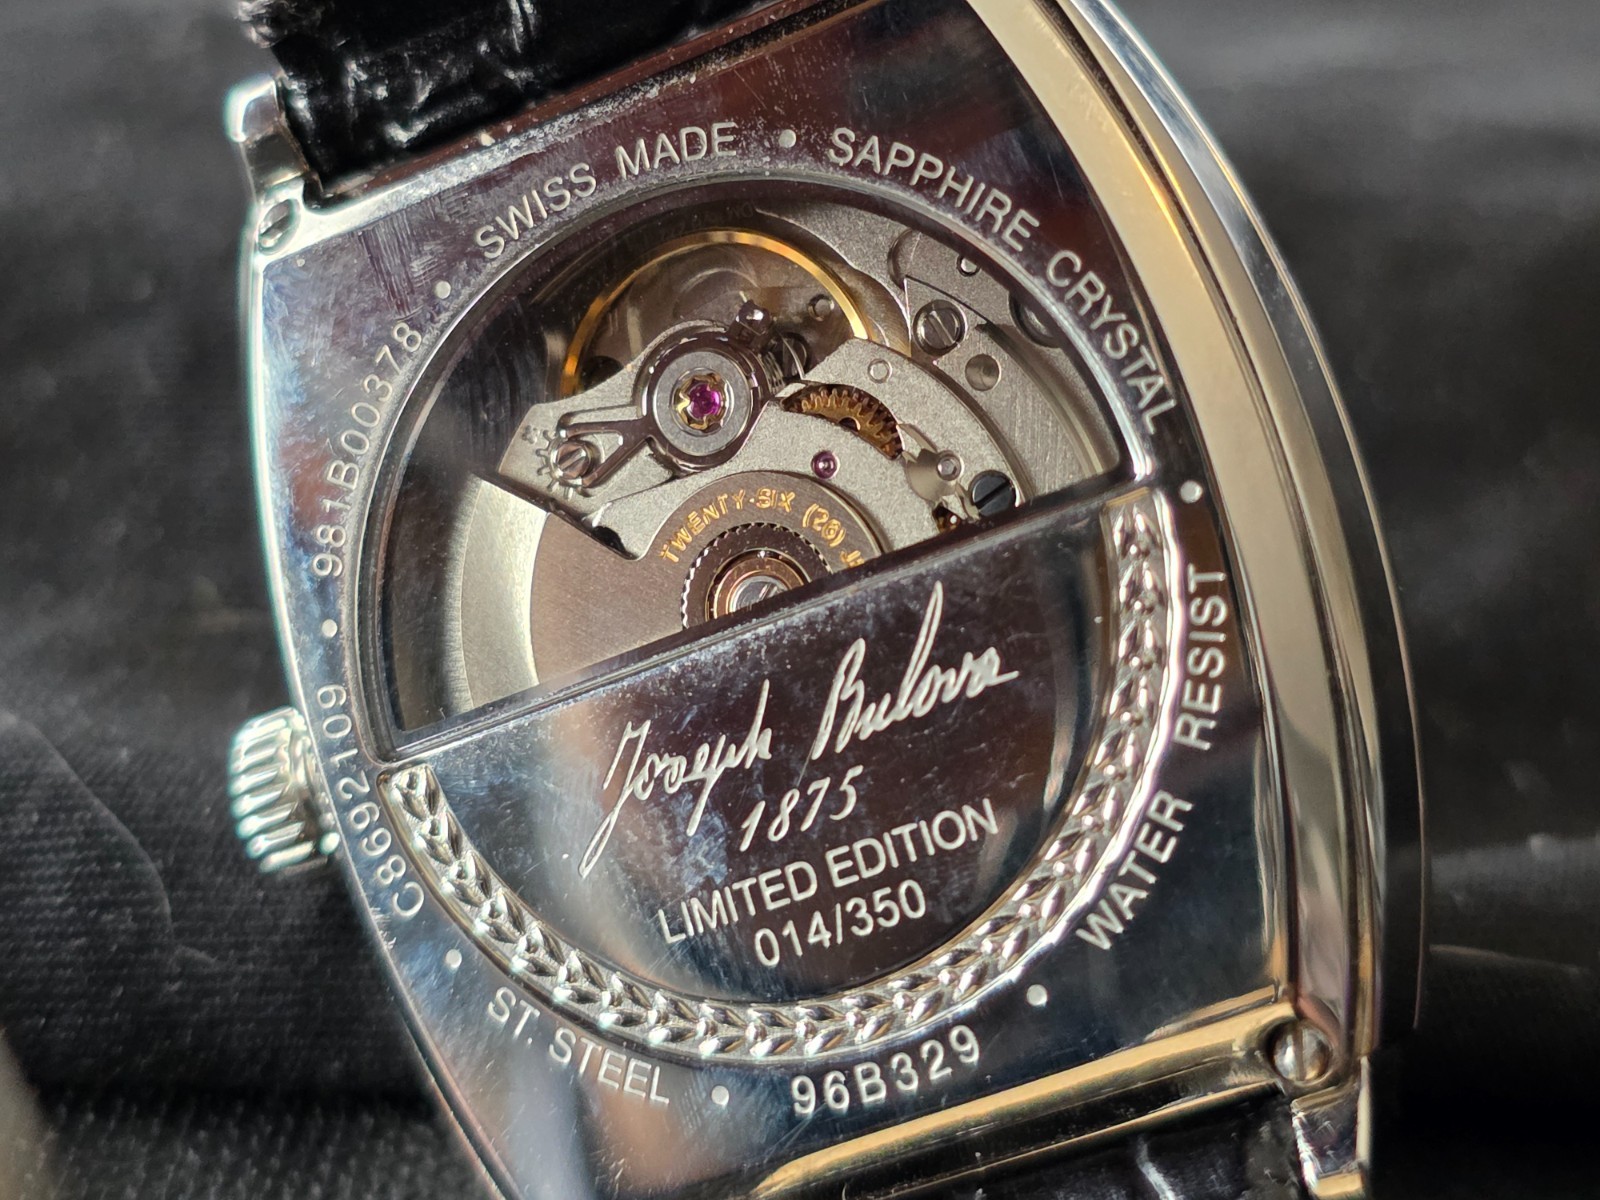 SWISS MADE • SAPPHIRE CRYSTAL • WATER RESIST • 96B329 • ST. STEEL • C8692109 • 981B00378 •
TWENTY-SIX (26)
Joseph Bulova
1875
LIMITED EDITION
014/350